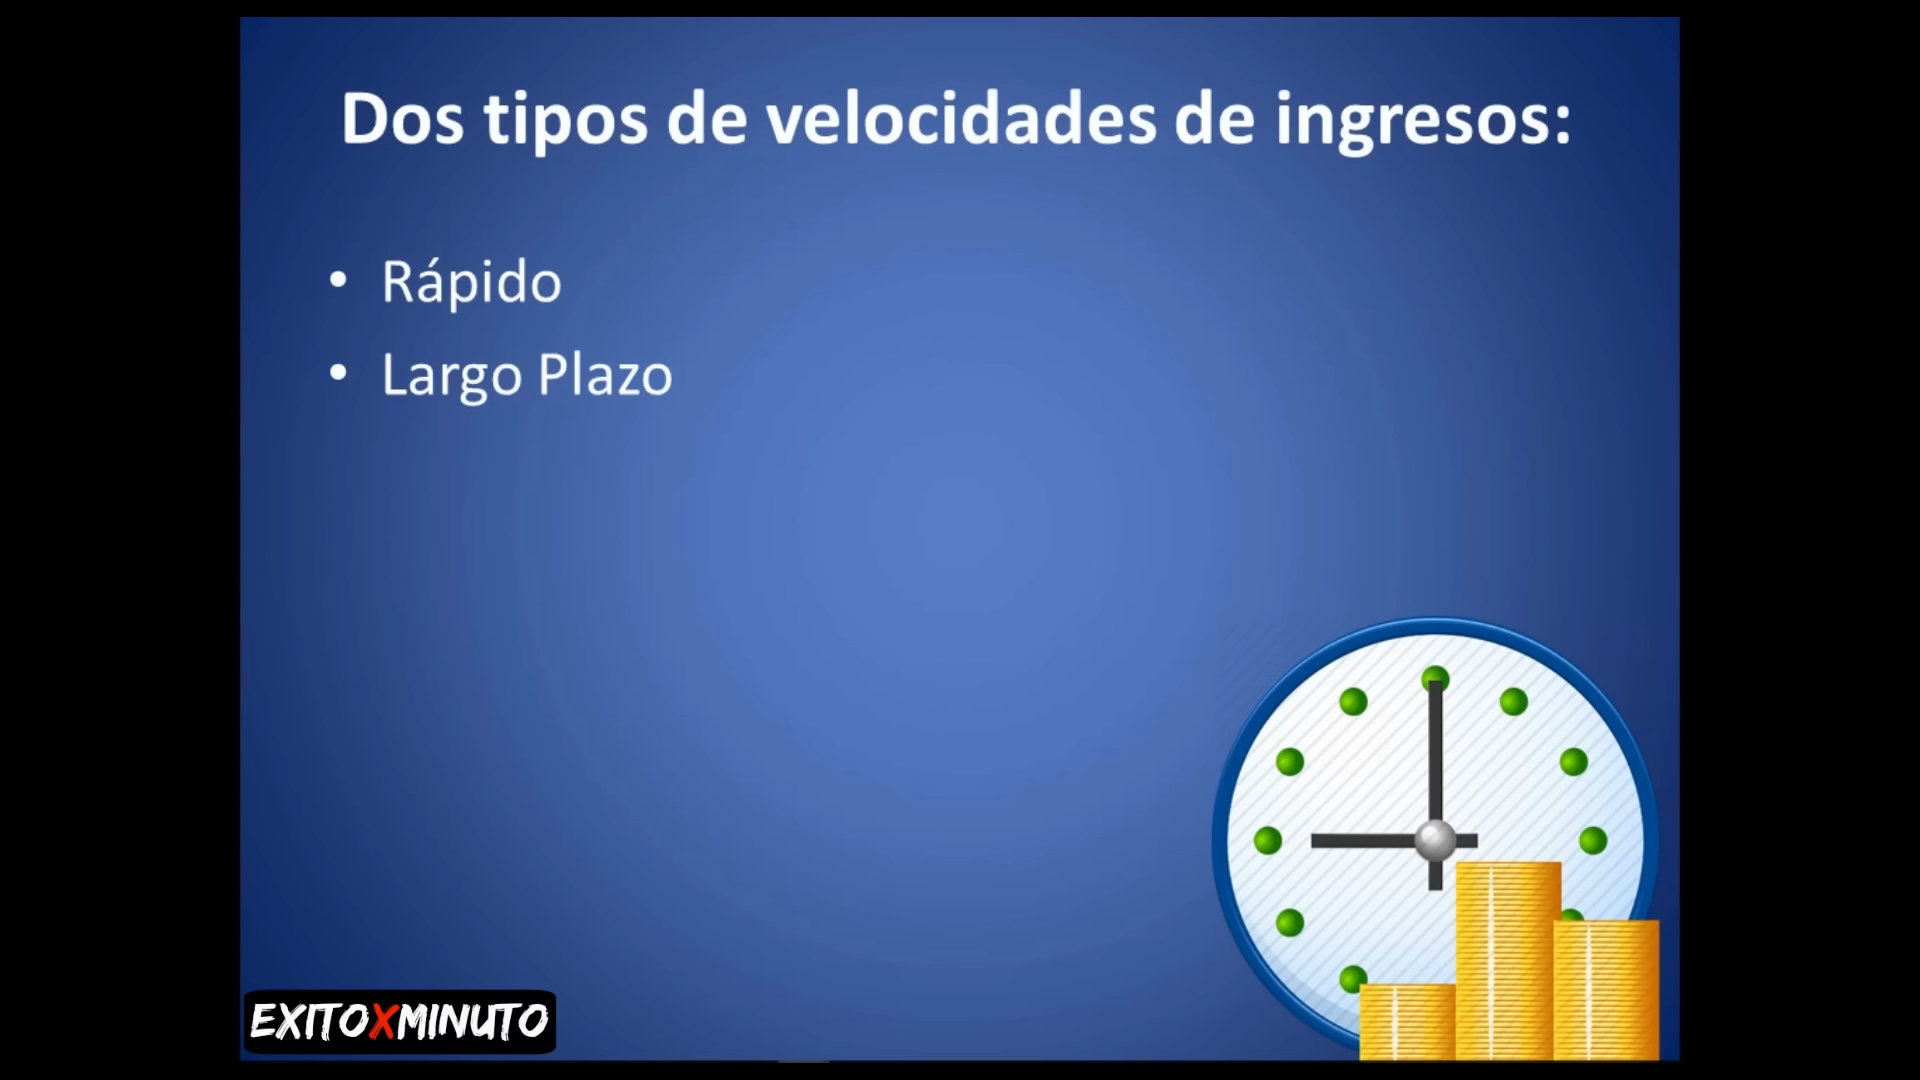 Dos tipos de velocidades de ingresos:
• Rápido
• Largo Plazo
EXITOXMINUTO